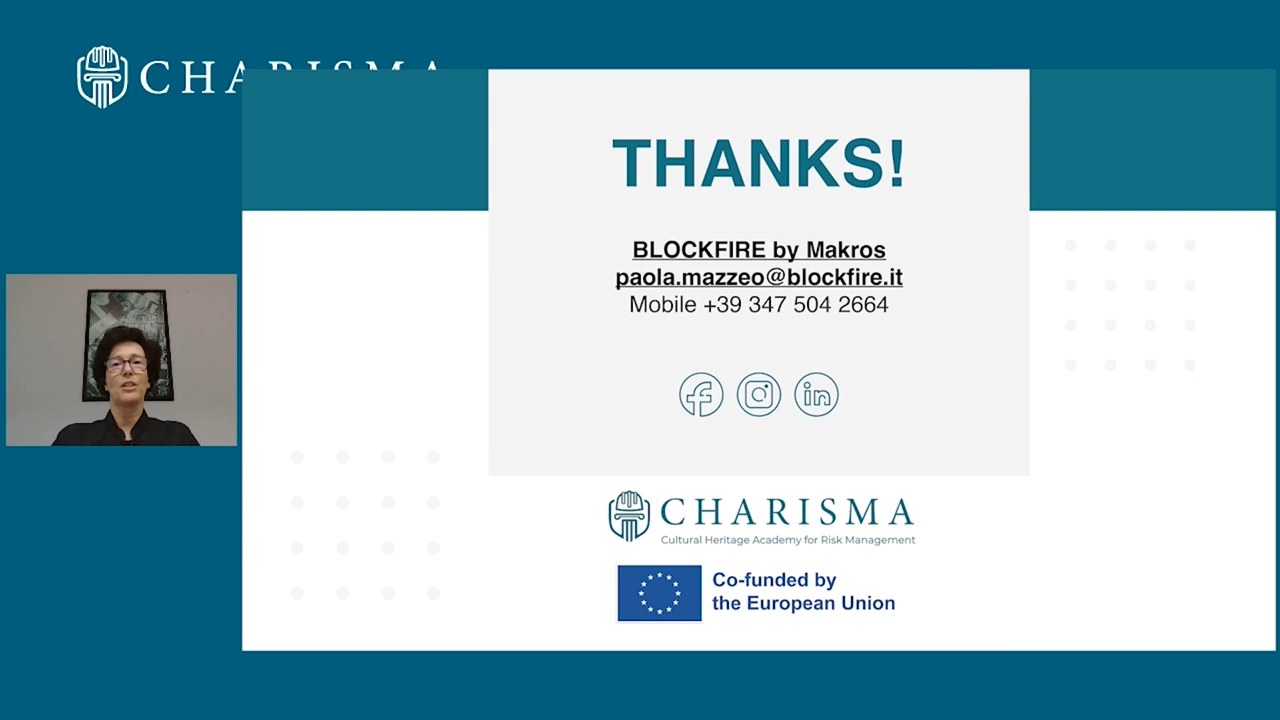 CHARISMA
THANKS!
BLOCKFIRE by Makros
paola.mazzeo@blockfire.it
Mobile +39 347 504 2664
CHARISMA
Cultural Heritage Academy for Risk Management
Co-funded by
the European Union